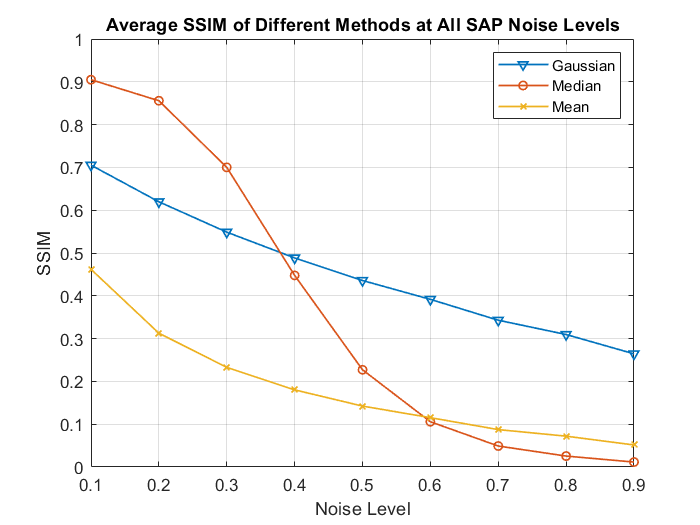 Average SSIM of Different Methods at All SAP Noise Levels
1
0.9
0.8
0.7
0.6
0.5
0.4
0.3
0.2
0.1
0
SSIM
Gaussian
Median
Mean
0.1 0.2 0.3 0.4 0.5 0.6 0.7 0.8 0.9
Noise Level